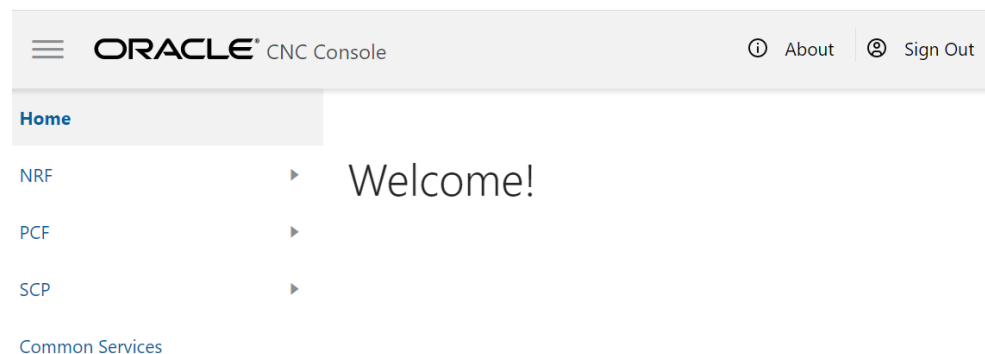 ORACLE® CNC Console
About
Sign Out
Home
NRF
Welcome!
PCF
SCP
Common Services